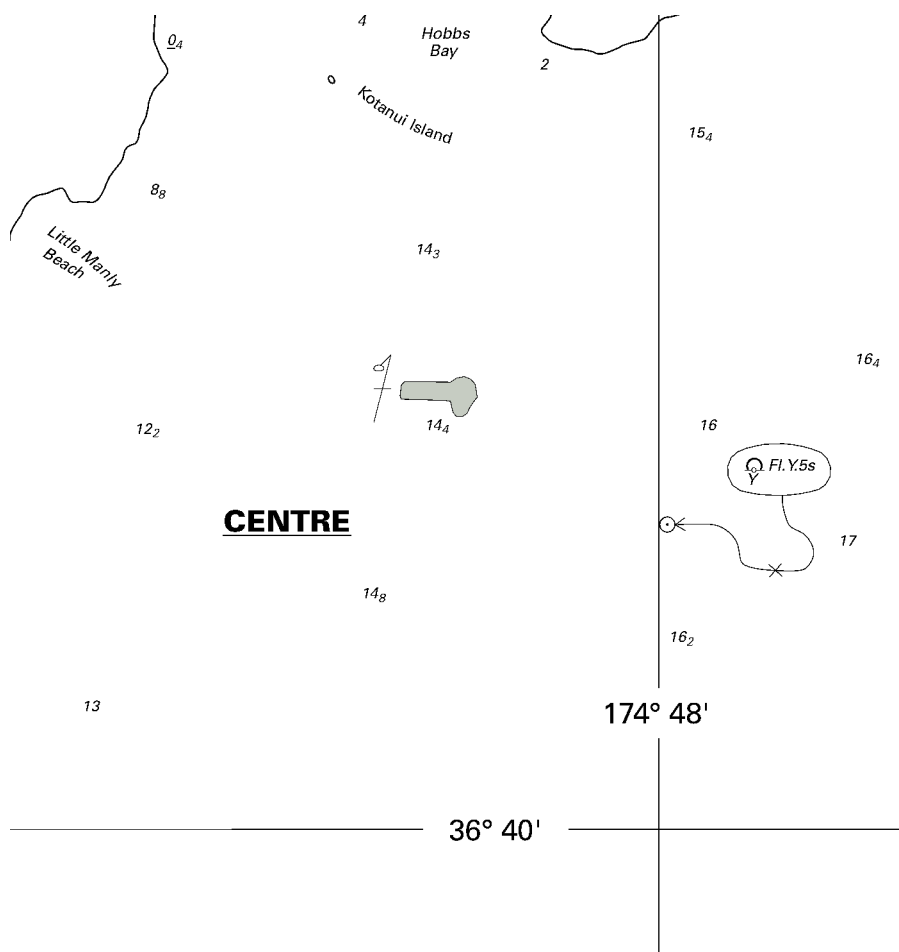 0₄
4
Hobbs
Bay
2
Kotanui Island
15₄
8₈
Little Manly
Beach
14₃
16₄
14₄
12₂
16
Fl.Y.5s
Y
CENTRE
17
14₈
16₂
13
174° 48'
36° 40'